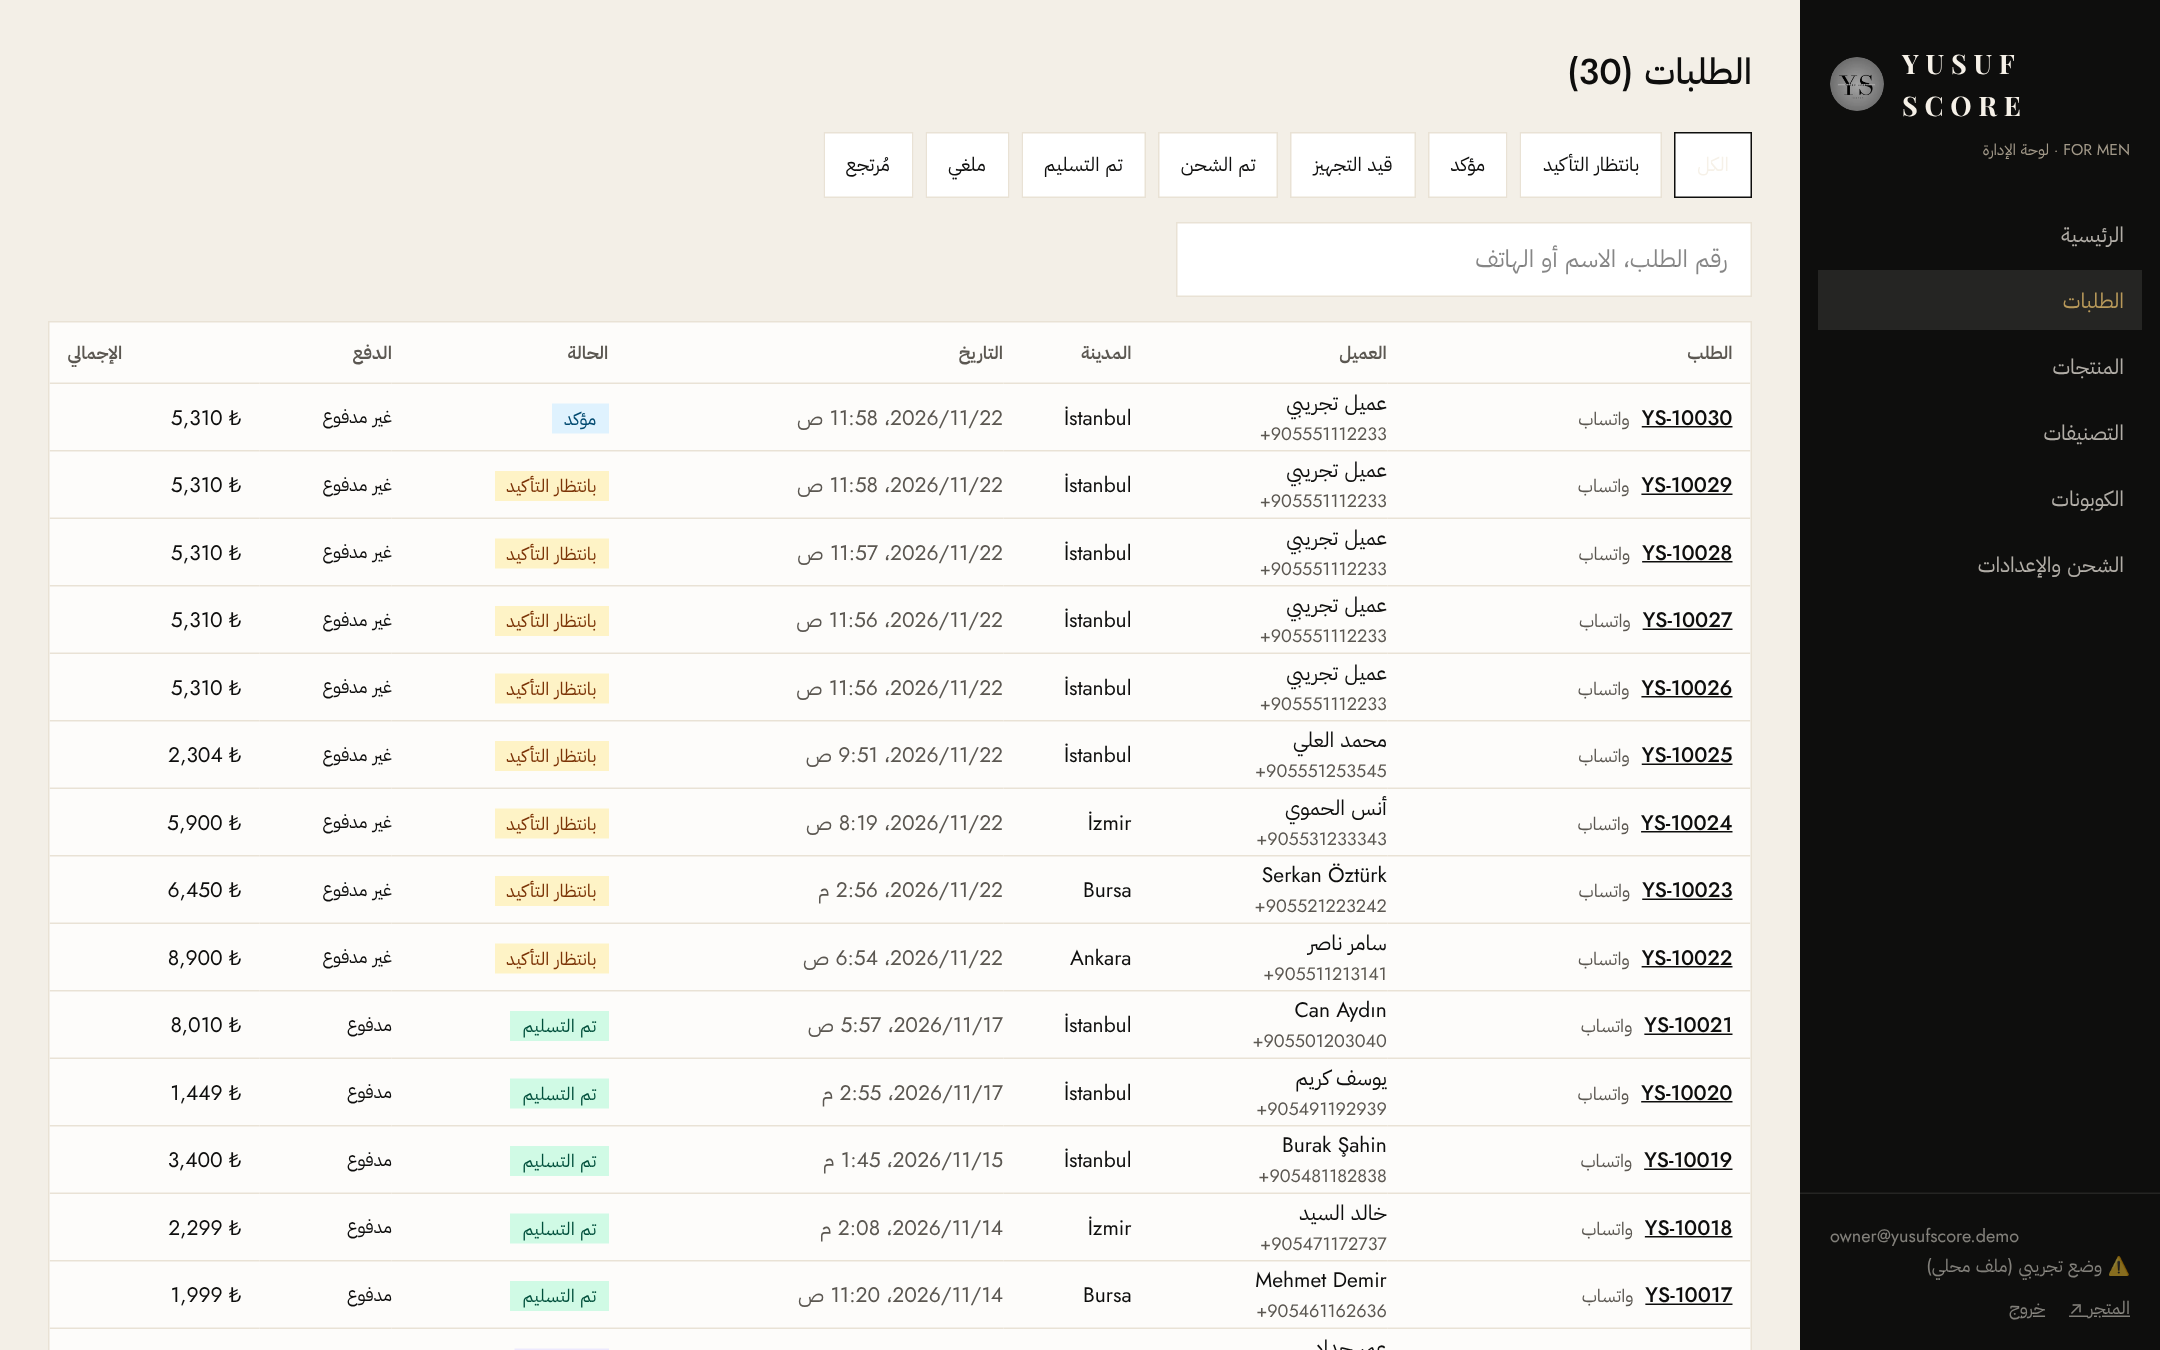 YUSUF
SCORE
FOR MEN · لوحة الإدارة
الرئيسية
الطلبات
المنتجات
التصنيفات
الكوبونات
الشحن والإعدادات
owner@yusufscore.demo
⚠️ وضع تجريبي (ملف محلي)
المتجر ↗ خروج
الطلبات (30)
الكل بانتظار التأكيد مؤكد قيد التجهيز تم الشحن تم التسليم ملغي مُرتجع
رقم الطلب، الاسم أو الهاتف
الطلب العميل المدينة التاريخ الحالة الدفع الإجمالي
YS-10030 واتساب عميل تجريبي +905551112233 İstanbul 2026/11/22، 11:58 ص مؤكد غير مدفوع 5,310 ₺
YS-10029 واتساب عميل تجريبي +905551112233 İstanbul 2026/11/22، 11:58 ص بانتظار التأكيد غير مدفوع 5,310 ₺
YS-10028 واتساب عميل تجريبي +905551112233 İstanbul 2026/11/22، 11:57 ص بانتظار التأكيد غير مدفوع 5,310 ₺
YS-10027 واتساب عميل تجريبي +905551112233 İstanbul 2026/11/22، 11:56 ص بانتظار التأكيد غير مدفوع 5,310 ₺
YS-10026 واتساب عميل تجريبي +905551112233 İstanbul 2026/11/22، 11:56 ص بانتظار التأكيد غير مدفوع 5,310 ₺
YS-10025 واتساب محمد العلي +905551253545 İstanbul 2026/11/22، 9:51 ص بانتظار التأكيد غير مدفوع 2,304 ₺
YS-10024 واتساب أنس الحموي +905531233343 İzmir 2026/11/22، 8:19 ص بانتظار التأكيد غير مدفوع 5,900 ₺
YS-10023 واتساب Serkan Öztürk +905521223242 Bursa 2026/11/22، 2:56 م بانتظار التأكيد غير مدفوع 6,450 ₺
YS-10022 واتساب سامر ناصر +905511213141 Ankara 2026/11/22، 6:54 ص بانتظار التأكيد غير مدفوع 8,900 ₺
YS-10021 واتساب Can Aydın +905501203040 İstanbul 2026/11/17، 5:57 ص تم التسليم مدفوع 8,010 ₺
YS-10020 واتساب يوسف كريم +905491192939 İstanbul 2026/11/17، 2:55 م تم التسليم مدفوع 1,449 ₺
YS-10019 واتساب Burak Şahin +905481182838 İstanbul 2026/11/15، 1:45 م تم التسليم مدفوع 3,400 ₺
YS-10018 واتساب خالد السيد +905471172737 İzmir 2026/11/14، 2:08 م تم التسليم مدفوع 2,299 ₺
YS-10017 واتساب Mehmet Demir +905461162636 Bursa 2026/11/14، 11:20 ص تم التسليم مدفوع 1,999 ₺